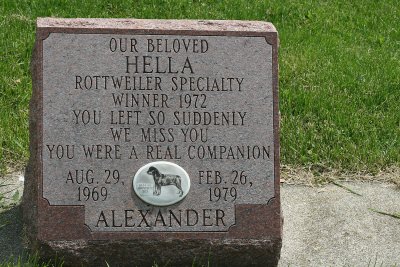 OUR BELOVED
HELLA
ROTTWEILER SPECIALTY
WINNER 1972
YOU LEFT SO SUDDENLY
WE MISS YOU
YOU WERE A REAL COMPANION
AUG. 29, FEB. 26,
1969 1979
ALEXANDER